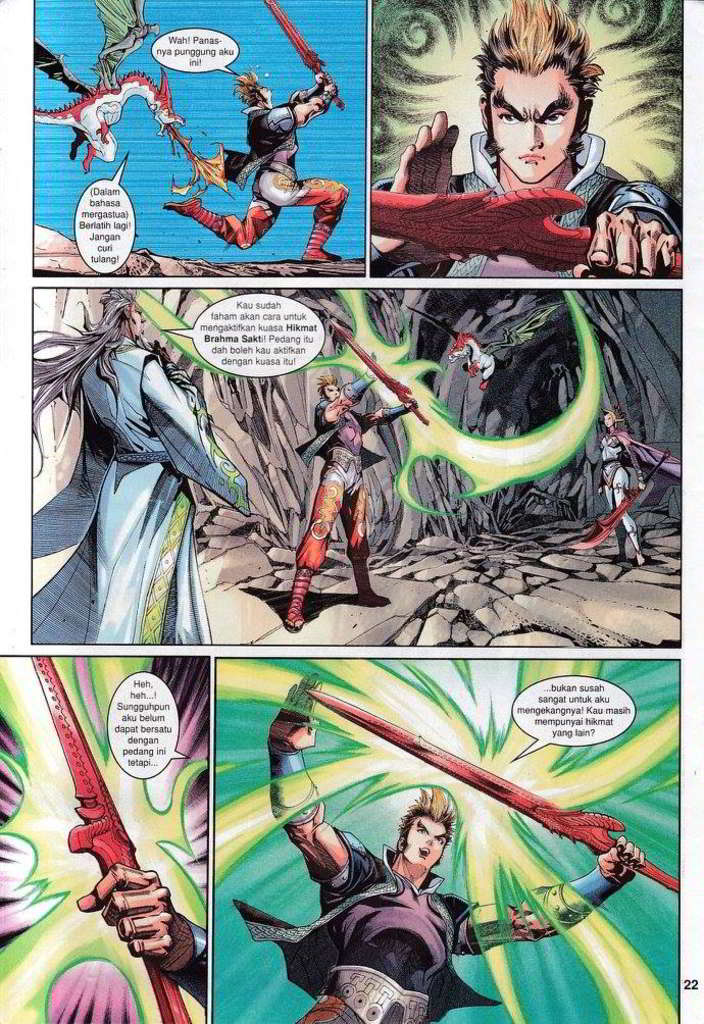 Wah! Panas-
nya punggung aku
ini!
(Dalam
bahasa
mergastua)
Berlatih lagi!
Jangan
curi
tulang!
Kau sudah
faham akan cara untuk
mengaktifkan kuasa Hikmat
Brahma Sakti! Pedang itu
dah boleh kau aktifkan
dengan kuasa itu!
Heh,
heh...!
Sungguhpun
aku belum
dapat bersatu
dengan
pedang ini
tetapi...
...bukan susah
sangat untuk aku
mengekangnya! Kau masih
mempunyai hikmat
yang lain?
22